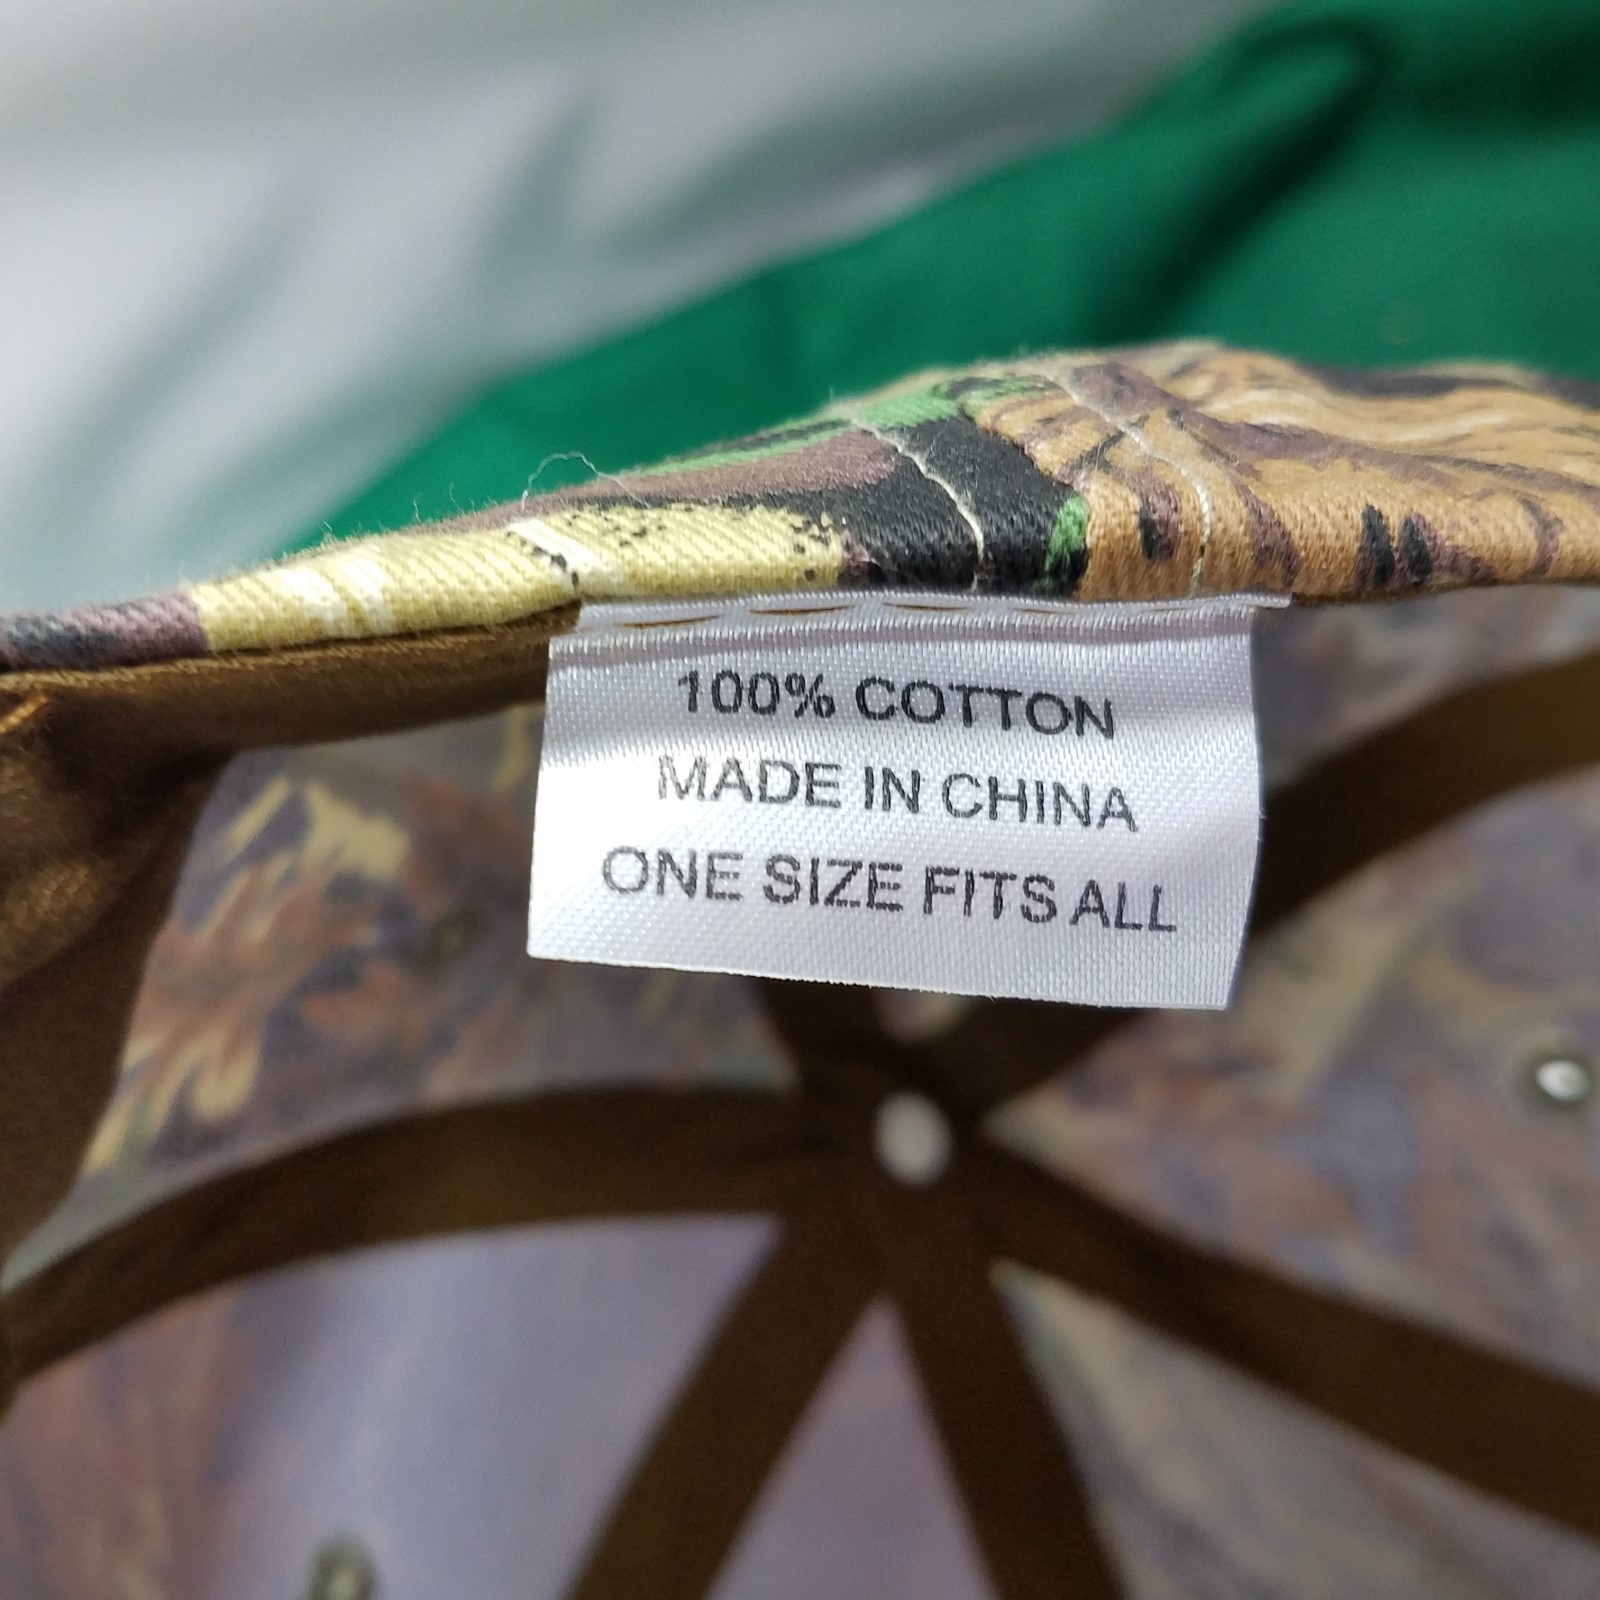 100% COTTON
MADE IN CHINA
ONE SIZE FITS ALL